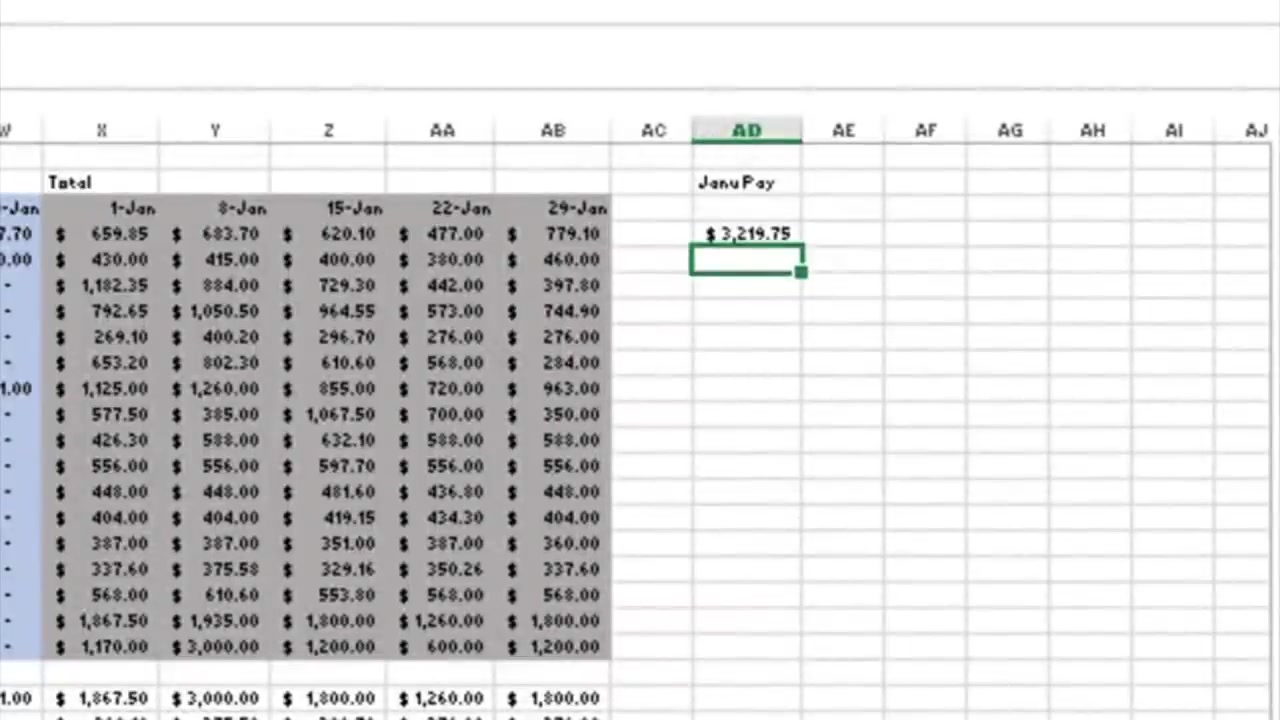 X Y Z AA AB AC AD AE AF AG AH AI AJ
Total Janu Pay
-Jan 1-Jan 8-Jan 15-Jan 22-Jan 29-Jan
7.70 $ 659.85 $ 683.70 $ 620.10 $ 477.00 $ 779.10 $ 3,219.75
0.00 $ 430.00 $ 415.00 $ 400.00 $ 380.00 $ 460.00
- $ 1,182.35 $ 884.00 $ 729.30 $ 442.00 $ 397.80
- $ 792.65 $ 1,050.50 $ 964.55 $ 573.00 $ 744.90
- $ 269.10 $ 400.20 $ 296.70 $ 276.00 $ 276.00
- $ 653.20 $ 802.30 $ 610.60 $ 568.00 $ 284.00
1.00 $ 1,125.00 $ 1,260.00 $ 855.00 $ 720.00 $ 963.00
- $ 577.50 $ 385.00 $ 1,067.50 $ 700.00 $ 350.00
- $ 426.30 $ 588.00 $ 632.10 $ 588.00 $ 588.00
- $ 556.00 $ 556.00 $ 597.70 $ 556.00 $ 556.00
- $ 448.00 $ 448.00 $ 481.60 $ 436.80 $ 448.00
- $ 404.00 $ 404.00 $ 419.15 $ 434.30 $ 404.00
- $ 387.00 $ 387.00 $ 351.00 $ 387.00 $ 360.00
- $ 337.60 $ 375.58 $ 329.16 $ 350.26 $ 337.60
- $ 568.00 $ 610.60 $ 553.80 $ 568.00 $ 568.00
- $ 1,867.50 $ 1,935.00 $ 1,800.00 $ 1,260.00 $ 1,800.00
- $ 1,170.00 $ 3,000.00 $ 1,200.00 $ 600.00 $ 1,200.00
1.00 $ 1,867.50 $ 3,000.00 $ 1,800.00 $ 1,260.00 $ 1,800.00